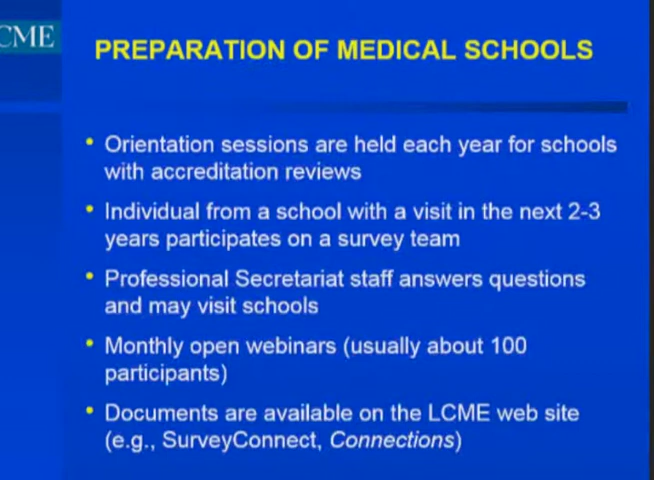 CME
PREPARATION OF MEDICAL SCHOOLS
• Orientation sessions are held each year for schools
with accreditation reviews
• Individual from a school with a visit in the next 2-3
years participates on a survey team
• Professional Secretariat staff answers questions
and may visit schools
• Monthly open webinars (usually about 100
participants)
• Documents are available on the LCME web site
(e.g., SurveyConnect, Connections)